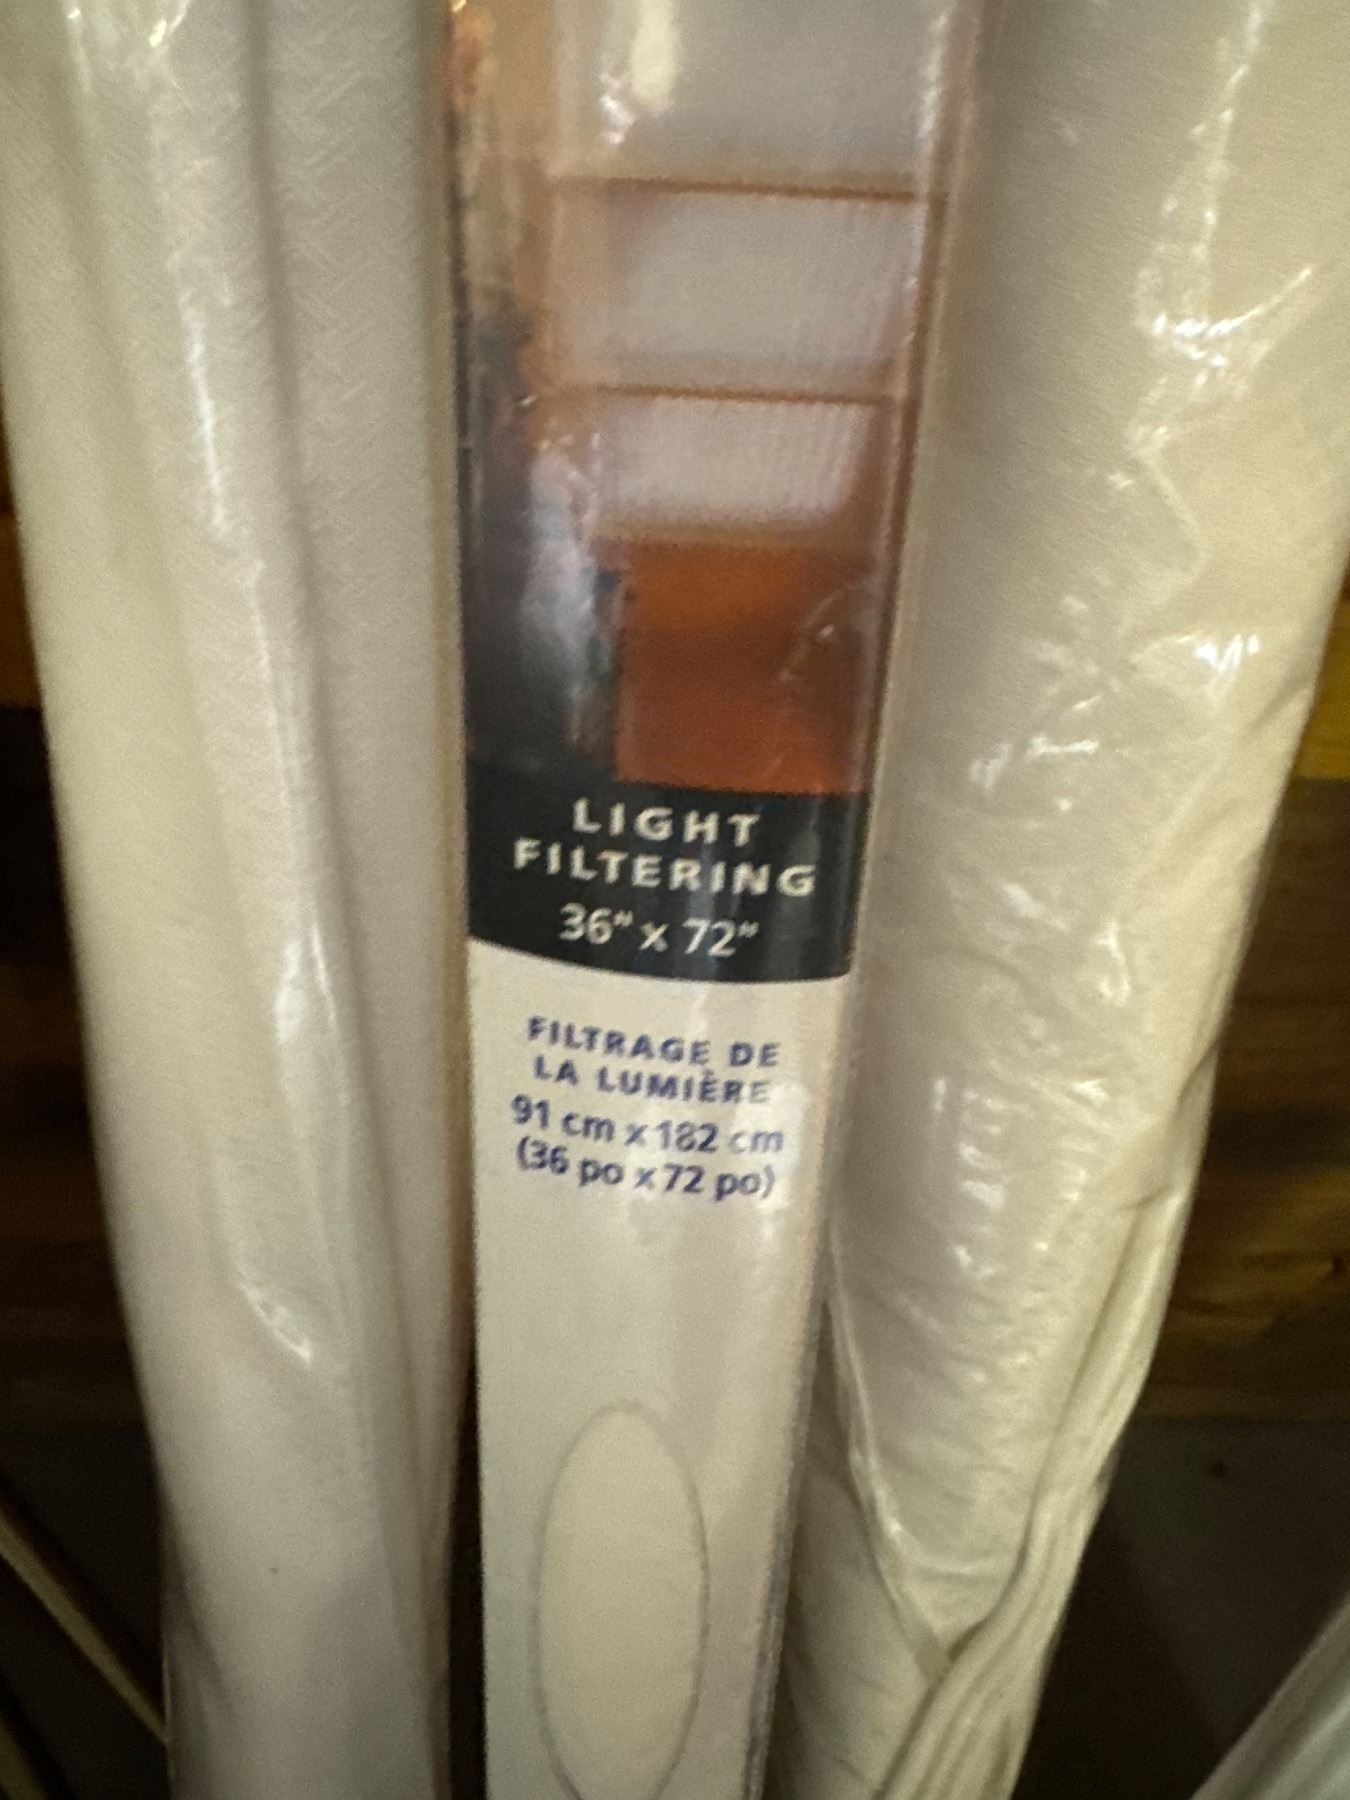 LIGHT
FILTERING
36" x 72"
FILTRAGE DE
LA LUMIÈRE
91 cm x 182 cm
(36 po x 72 po)